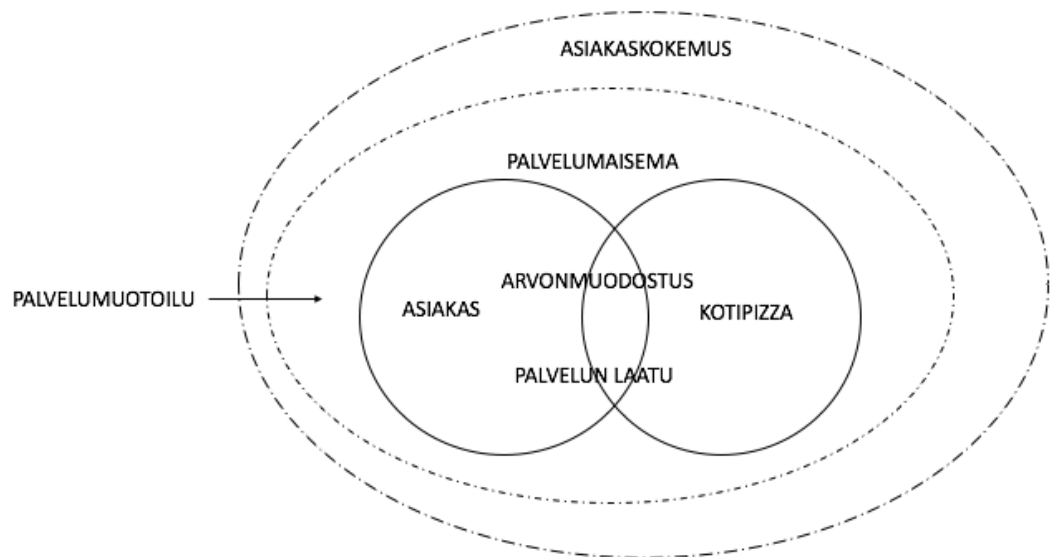 ASIAKASKOKEMUS
PALVELUMAISEMA
ARVONMUODOSTUS
PALVELUMUOTOILU
ASIAKAS
KOTIPIZZA
PALVELUN LAATU